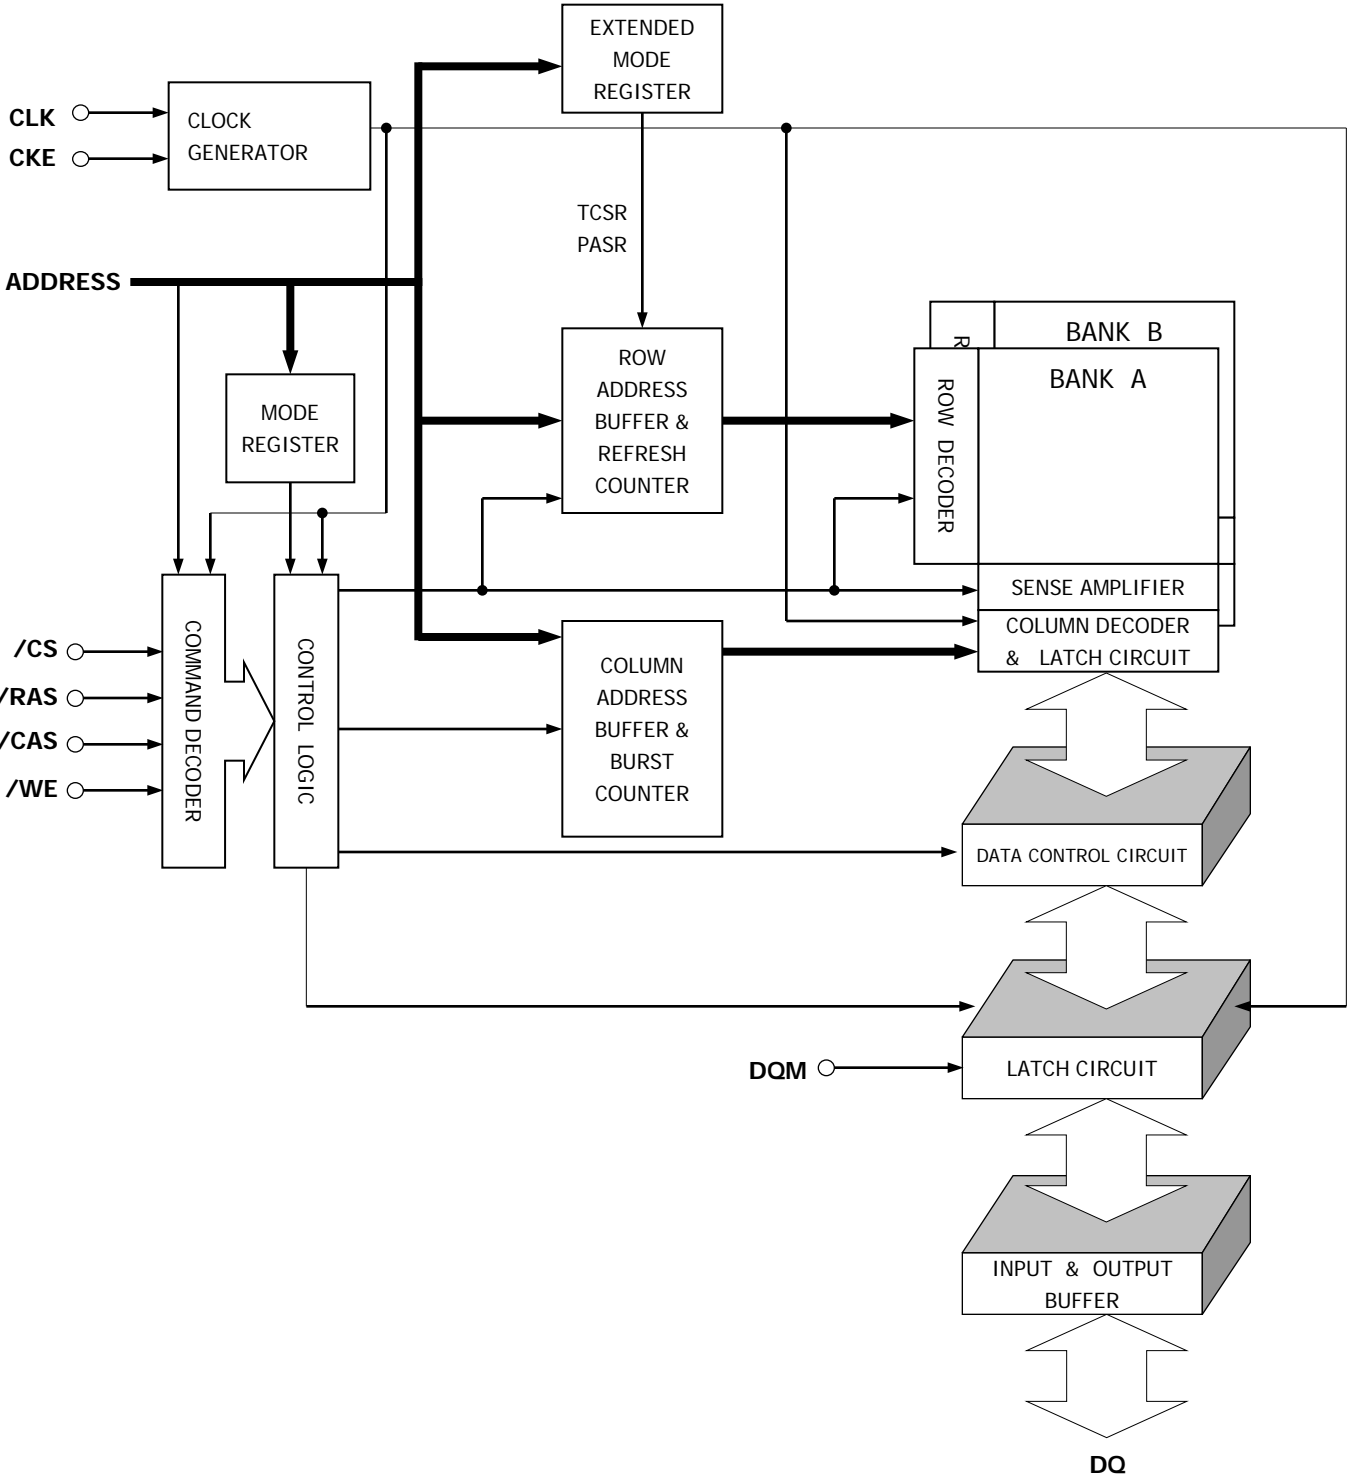 EXTENDED
MODE
REGISTER
CLK
CKE
CLOCK
GENERATOR
TCSR
PASR
ADDRESS
MODE
REGISTER
ROW
ADDRESS
BUFFER &
REFRESH
COUNTER
BANK B
R
BANK A
ROW DECODER
SENSE AMPLIFIER
COLUMN DECODER
& LATCH CIRCUIT
/CS
/RAS
/CAS
/WE
COMMAND DECODER
CONTROL LOGIC
COLUMN
ADDRESS
BUFFER &
BURST
COUNTER
DATA CONTROL CIRCUIT
DQM
LATCH CIRCUIT
INPUT & OUTPUT
BUFFER
DQ